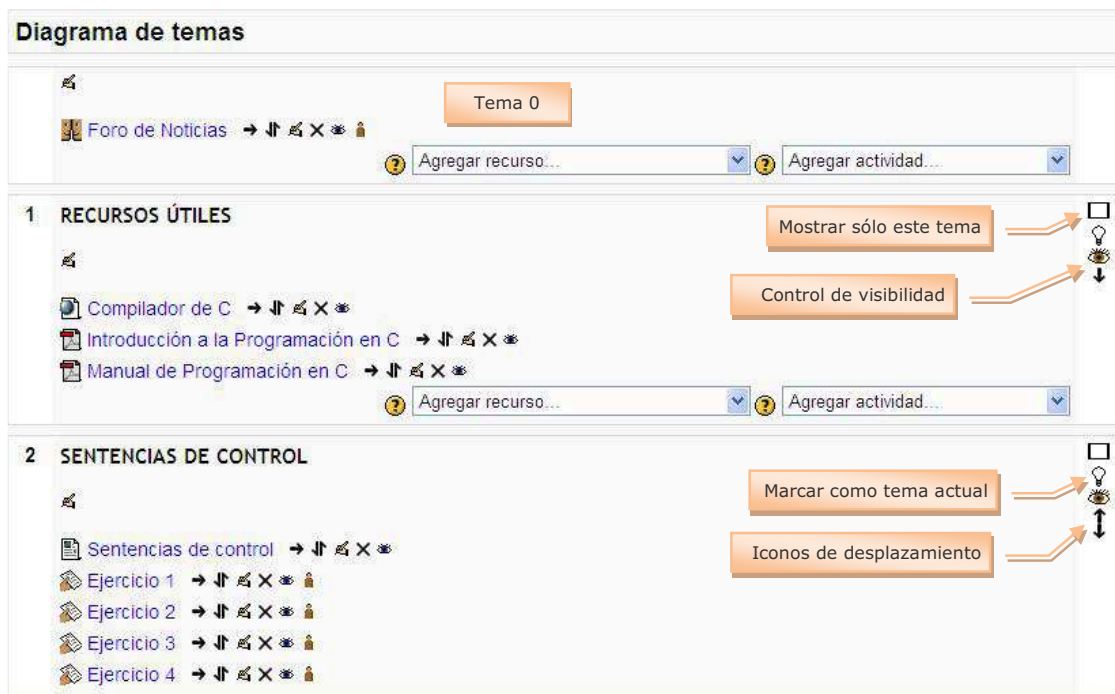 Diagrama de temas
Tema 0
Foro de Noticias
Agregar recurso... Agregar actividad...
1 RECURSOS ÚTILES
Mostrar sólo este tema
Control de visibilidad
Compilador de C
Introducción a la Programación en C
Manual de Programación en C
Agregar recurso... Agregar actividad...
2 SENTENCIAS DE CONTROL
Marcar como tema actual
Iconos de desplazamiento
Sentencias de control
Ejercicio 1
Ejercicio 2
Ejercicio 3
Ejercicio 4